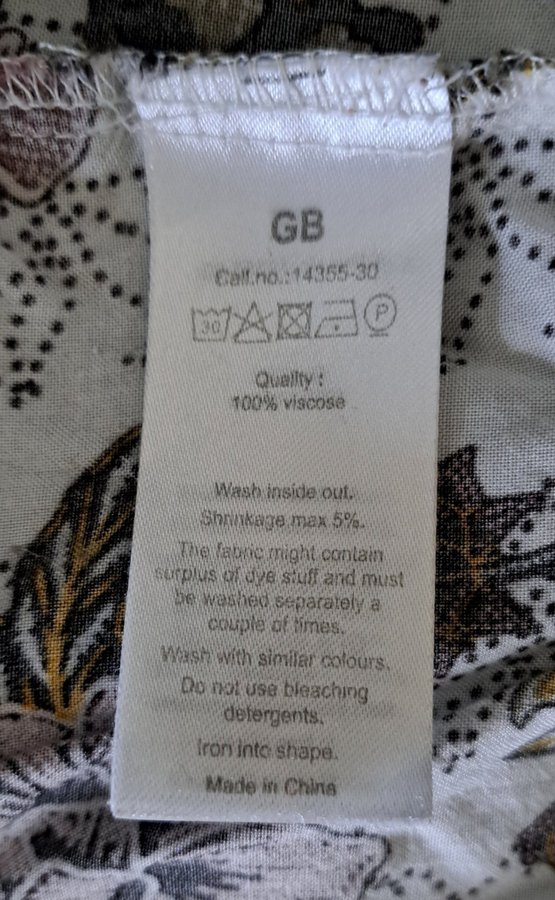 GB
Call.no.:14355-30
30 P
Quality :
100% viscose
Wash inside out.
Shrinkage max 5%.
The fabric might contain
surplus of dye stuff and must
be washed separately a
couple of times.
Wash with similar colours.
Do not use bleaching
detergents.
Iron into shape.
Made in China